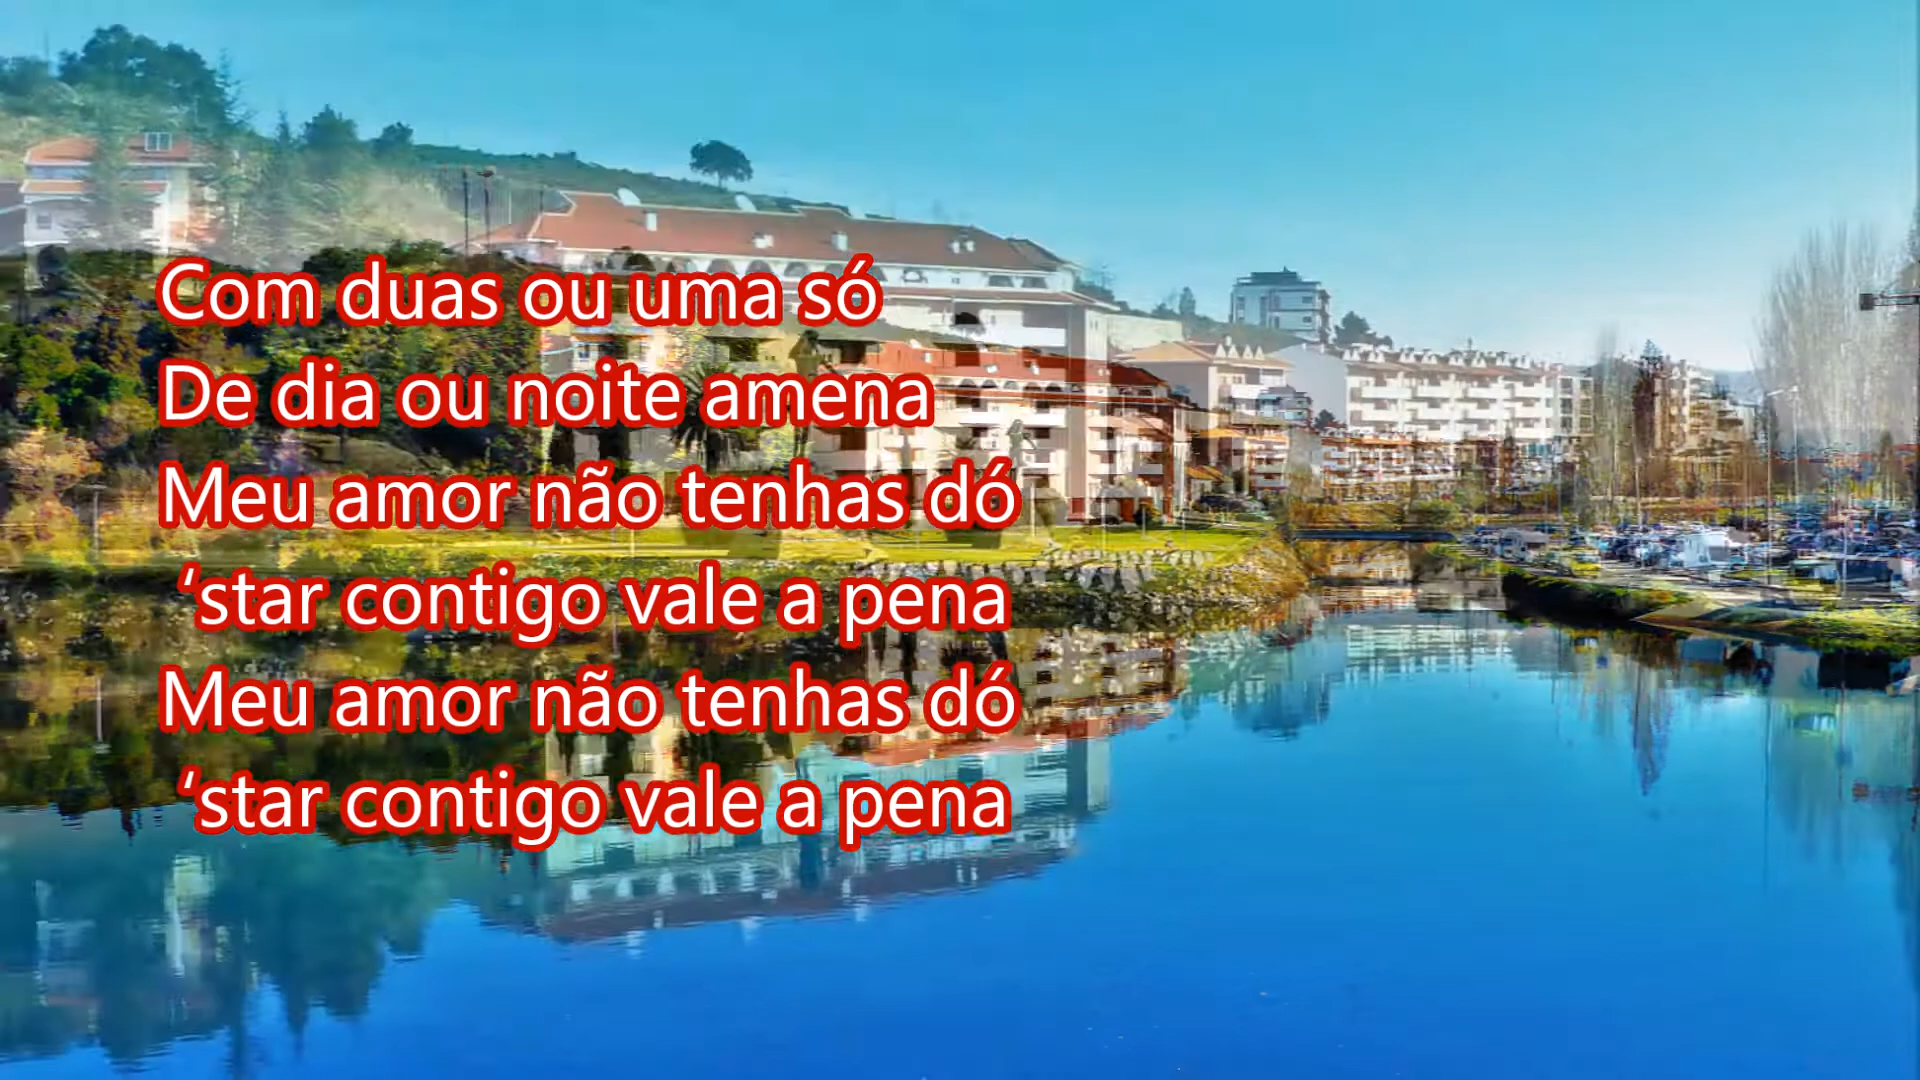 Com duas ou uma só
De dia ou noite amena
Meu amor não tenhas dó
‘star contigo vale a pena
Meu amor não tenhas dó
‘star contigo vale a pena